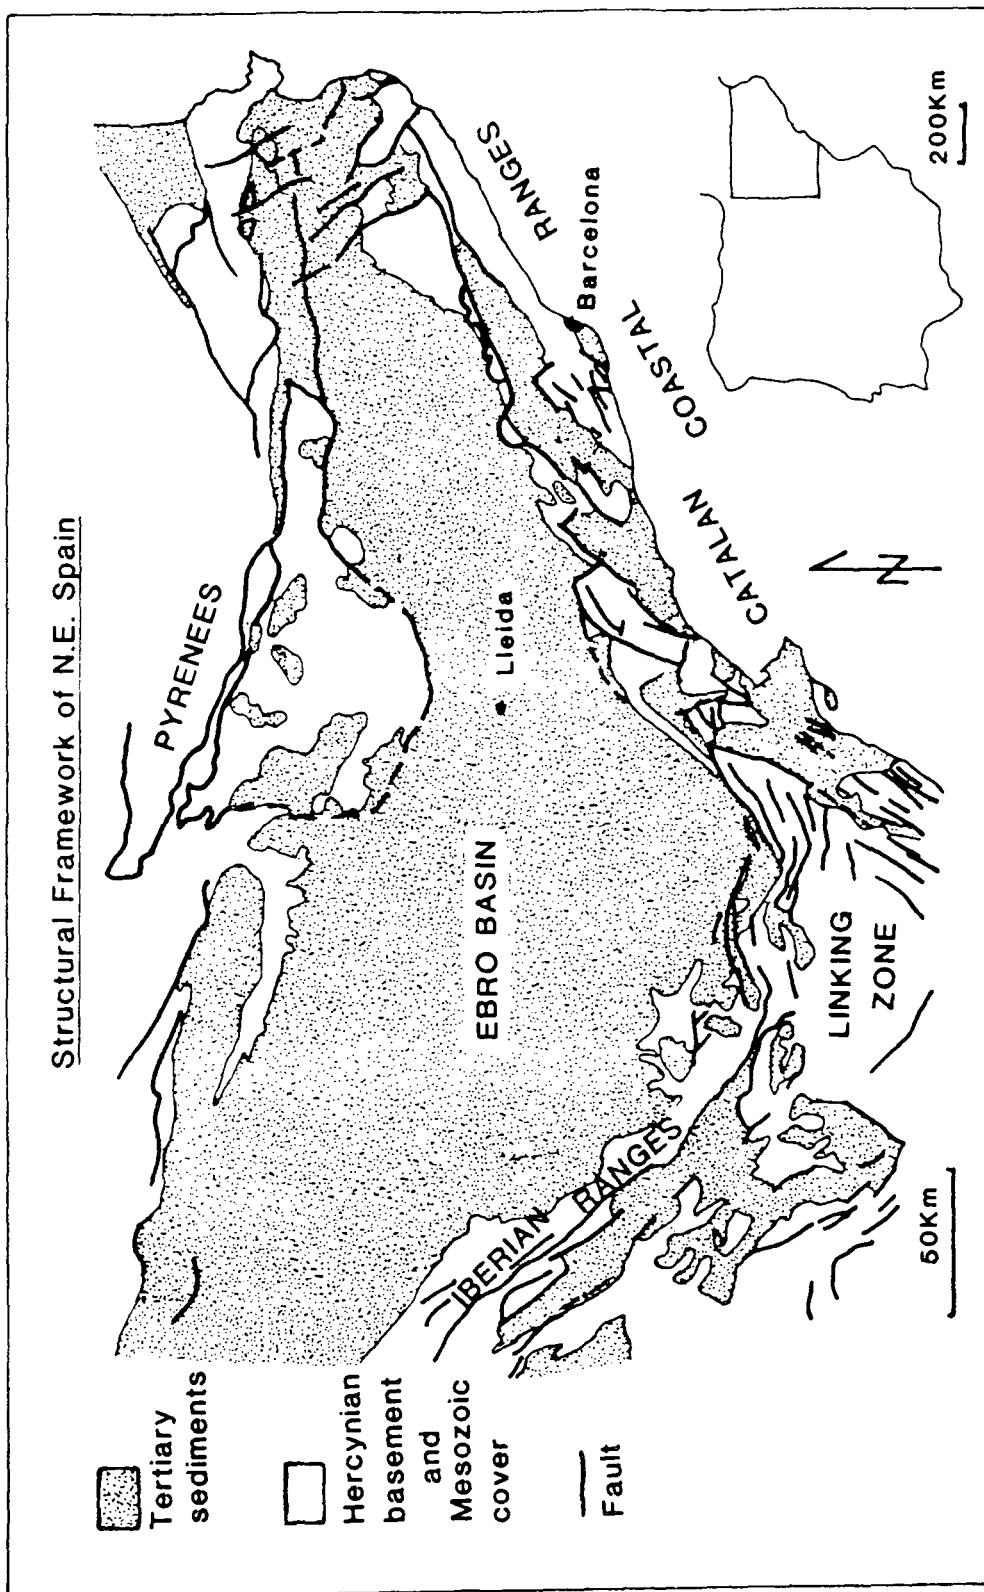 Structural Framework of N.E. Spain
PYRENEES
EBRO BASIN
Lleida
Barcelona
CATALAN COASTAL RANGES
IBERIAN RANGES
LINKING
ZONE
Tertiary
sediments
Hercynian
basement
and
Mesozoic
cover
Fault
50Km
N
200Km